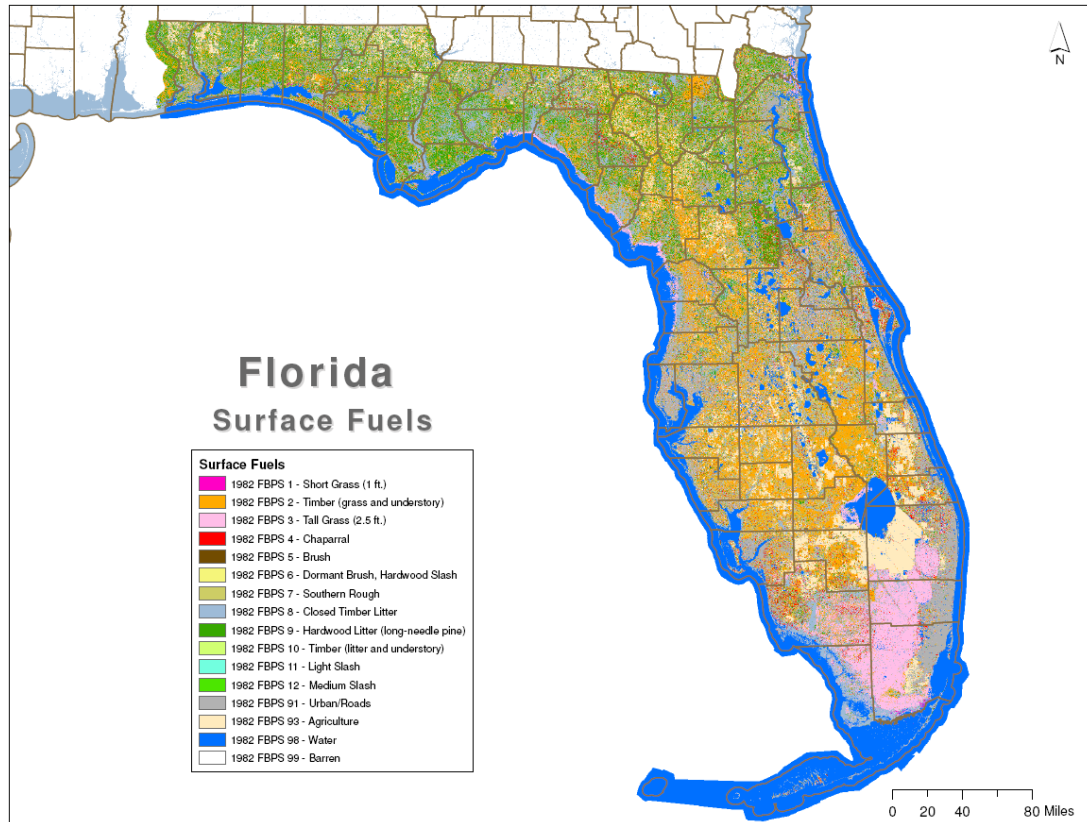 N
Florida
Surface Fuels
Surface Fuels
1982 FBPS 1 - Short Grass (1 ft.)
1982 FBPS 2 - Timber (grass and understory)
1982 FBPS 3 - Tall Grass (2.5 ft.)
1982 FBPS 4 - Chaparral
1982 FBPS 5 - Brush
1982 FBPS 6 - Dormant Brush, Hardwood Slash
1982 FBPS 7 - Southern Rough
1982 FBPS 8 - Closed Timber Litter
1982 FBPS 9 - Hardwood Litter (long-needle pine)
1982 FBPS 10 - Timber (litter and understory)
1982 FBPS 11 - Light Slash
1982 FBPS 12 - Medium Slash
1982 FBPS 91 - Urban/Roads
1982 FBPS 93 - Agriculture
1982 FBPS 98 - Water
1982 FBPS 99 - Barren
0 20 40 80 Miles